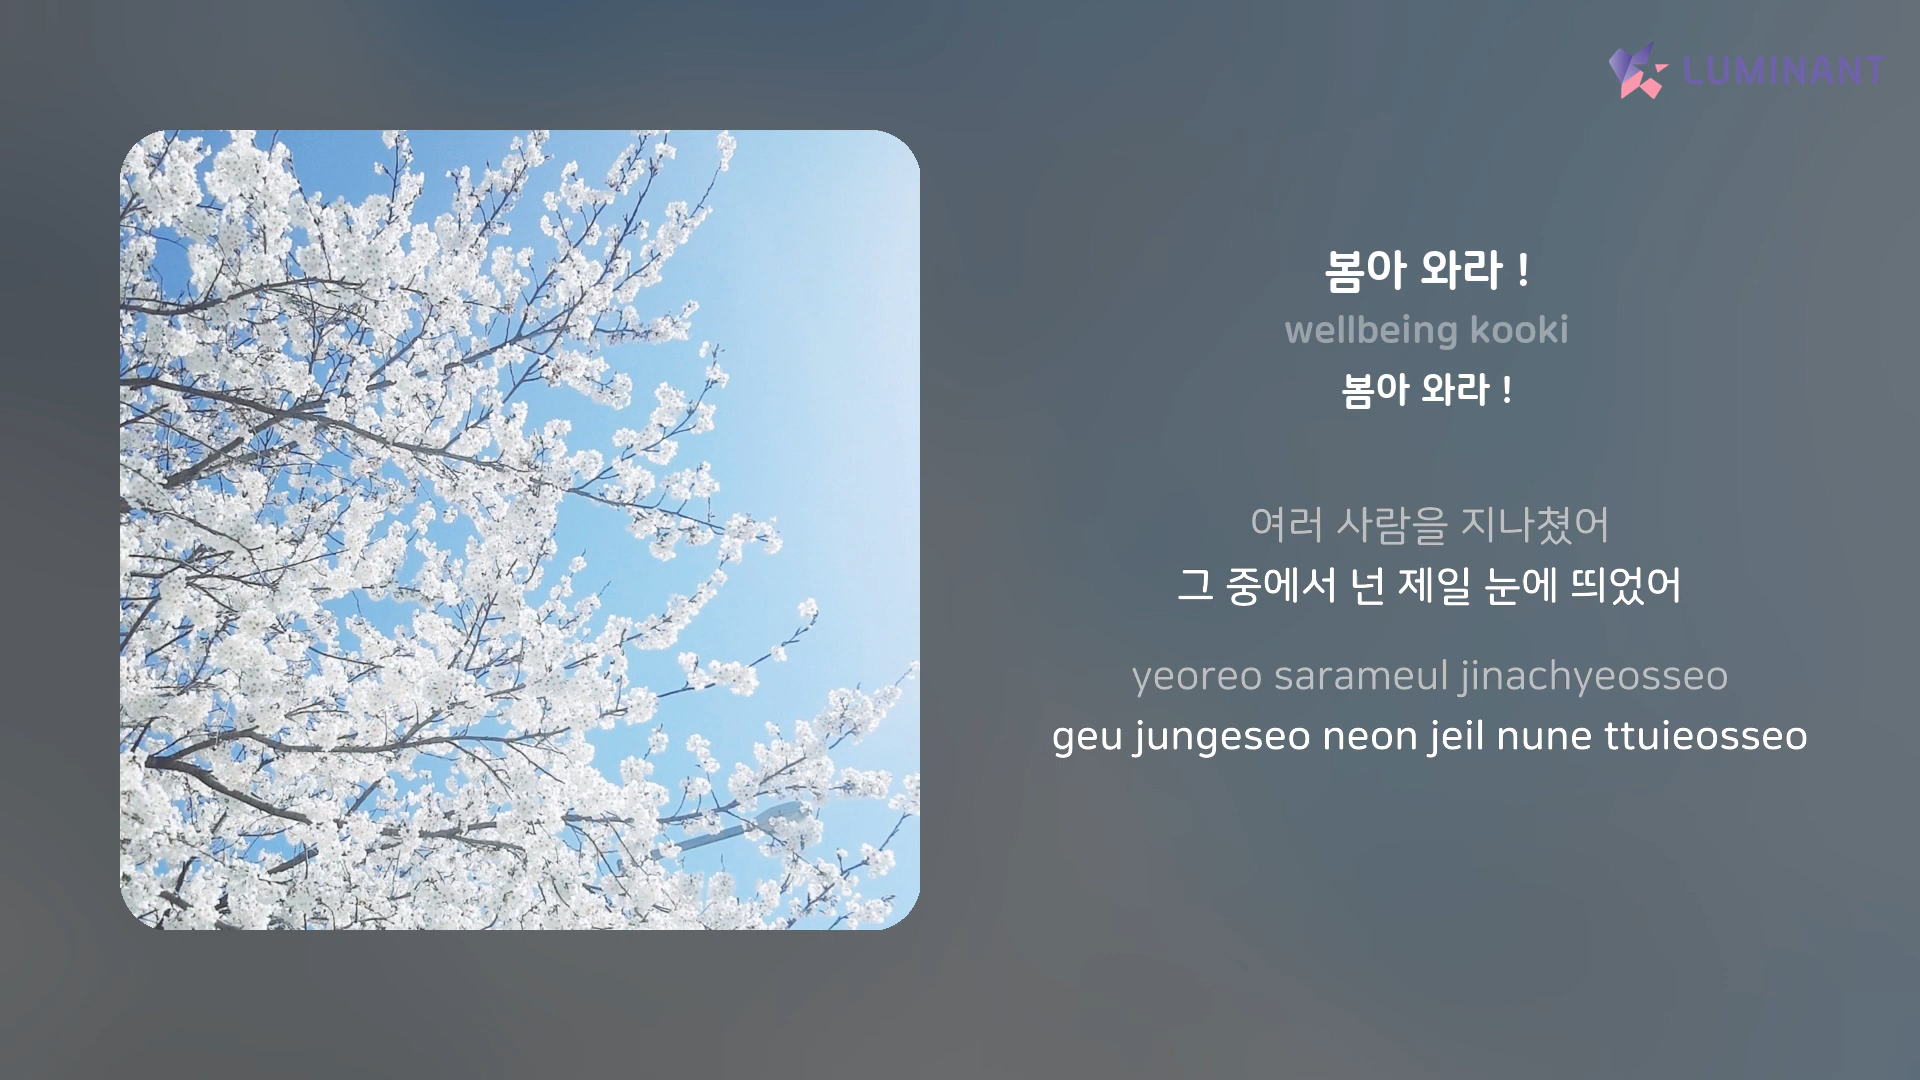 LUMINANT
봄아 와라 !
wellbeing kooki
봄아 와라 !
여러 사람을 지나쳤어
그 중에서 넌 제일 눈에 띄었어
yeoreo sarameul jinachyeosseo
geu jungeseo neon jeil nune ttuieosseo